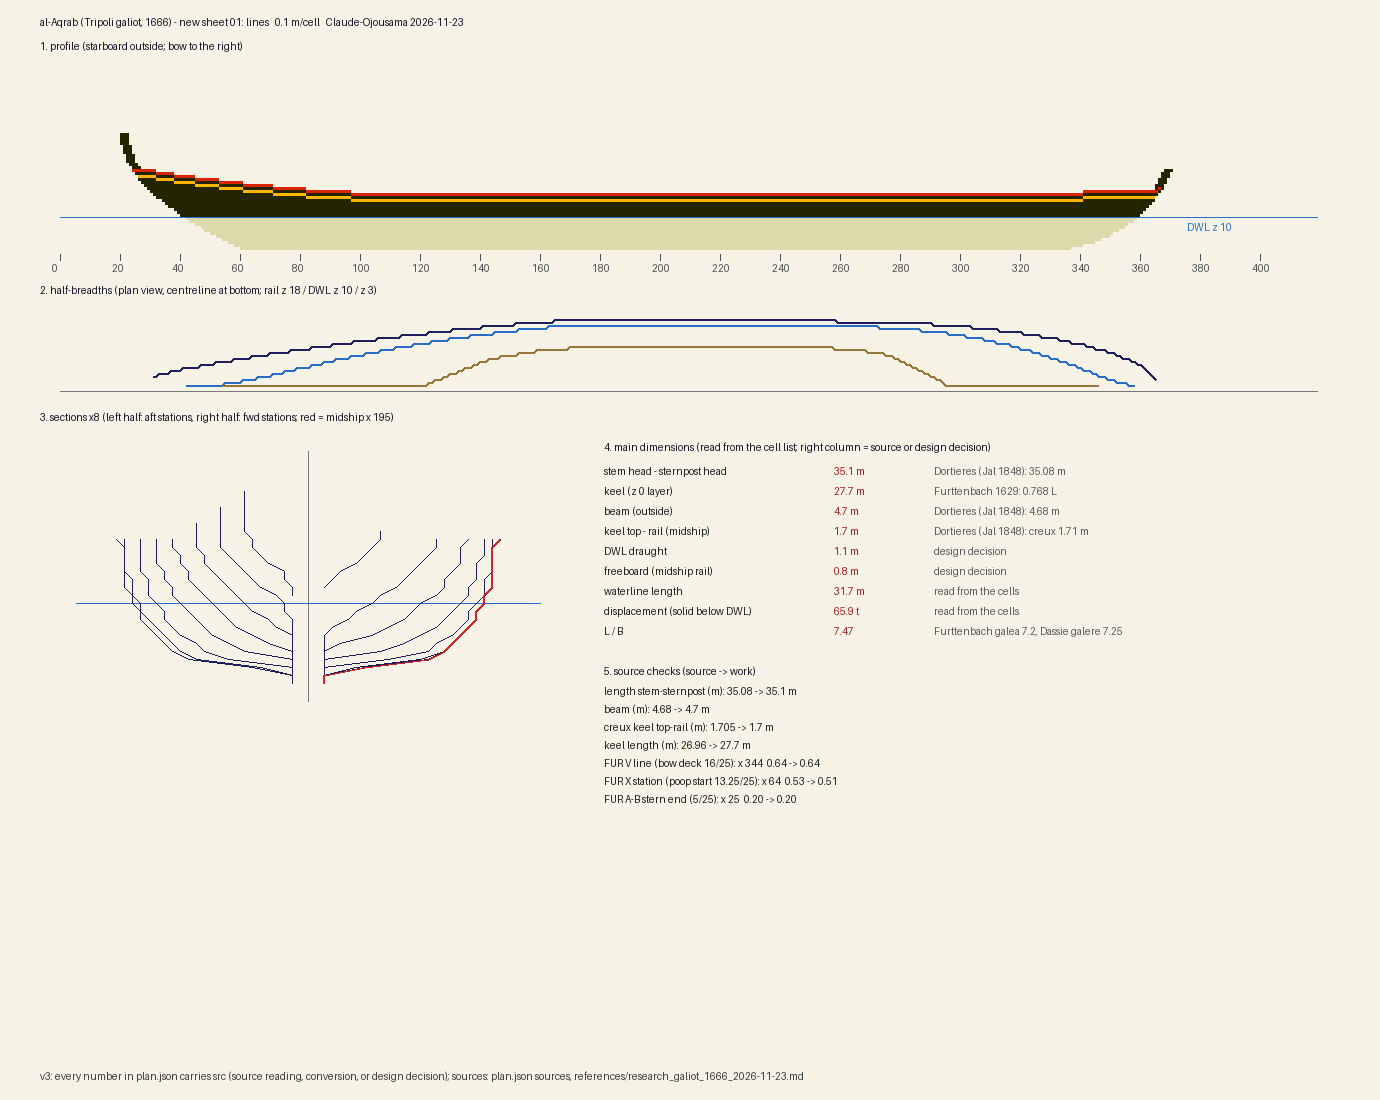 al-Aqrab (Tripoli galiot, 1666) - new sheet 01: lines 0.1 m/cell Claude-Ojousama 2026-11-23
1. profile (starboard outside; bow to the right)
DWL z 10
0 20 40 60 80 100 120 140 160 180 200 220 240 260 280 300 320 340 360 380 400
2. half-breadths (plan view, centreline at bottom; rail z 18 / DWL z 10 / z 3)
3. sections x8 (left half: aft stations, right half: fwd stations; red = midship x 195)
4. main dimensions (read from the cell list; right column = source or design decision)
stem head - sternpost head 35.1 m Dortieres (Jal 1848): 35.08 m
keel (z 0 layer) 27.7 m Furttenbach 1629: 0.768 L
beam (outside) 4.7 m Dortieres (Jal 1848): 4.68 m
keel top - rail (midship) 1.7 m Dortieres (Jal 1848): creux 1.71 m
DWL draught 1.1 m design decision
freeboard (midship rail) 0.8 m design decision
waterline length 31.7 m read from the cells
displacement (solid below DWL) 65.9 t read from the cells
L / B 7.47 Furttenbach galea 7.2, Dassie galere 7.25
5. source checks (source -> work)
length stem-sternpost (m): 35.08 -> 35.1 m
beam (m): 4.68 -> 4.7 m
creux keel top-rail (m): 1.705 -> 1.7 m
keel length (m): 26.96 -> 27.7 m
FUR V line (bow deck 16/25): x 344 0.64 -> 0.64
FUR X station (poop start 13.25/25): x 64 0.53 -> 0.51
FUR A-B stern end (5/25): x 25 0.20 -> 0.20
v3: every number in plan.json carries src (source reading, conversion, or design decision); sources: plan.json sources, references/research_galiot_1666_2026-11-23.md